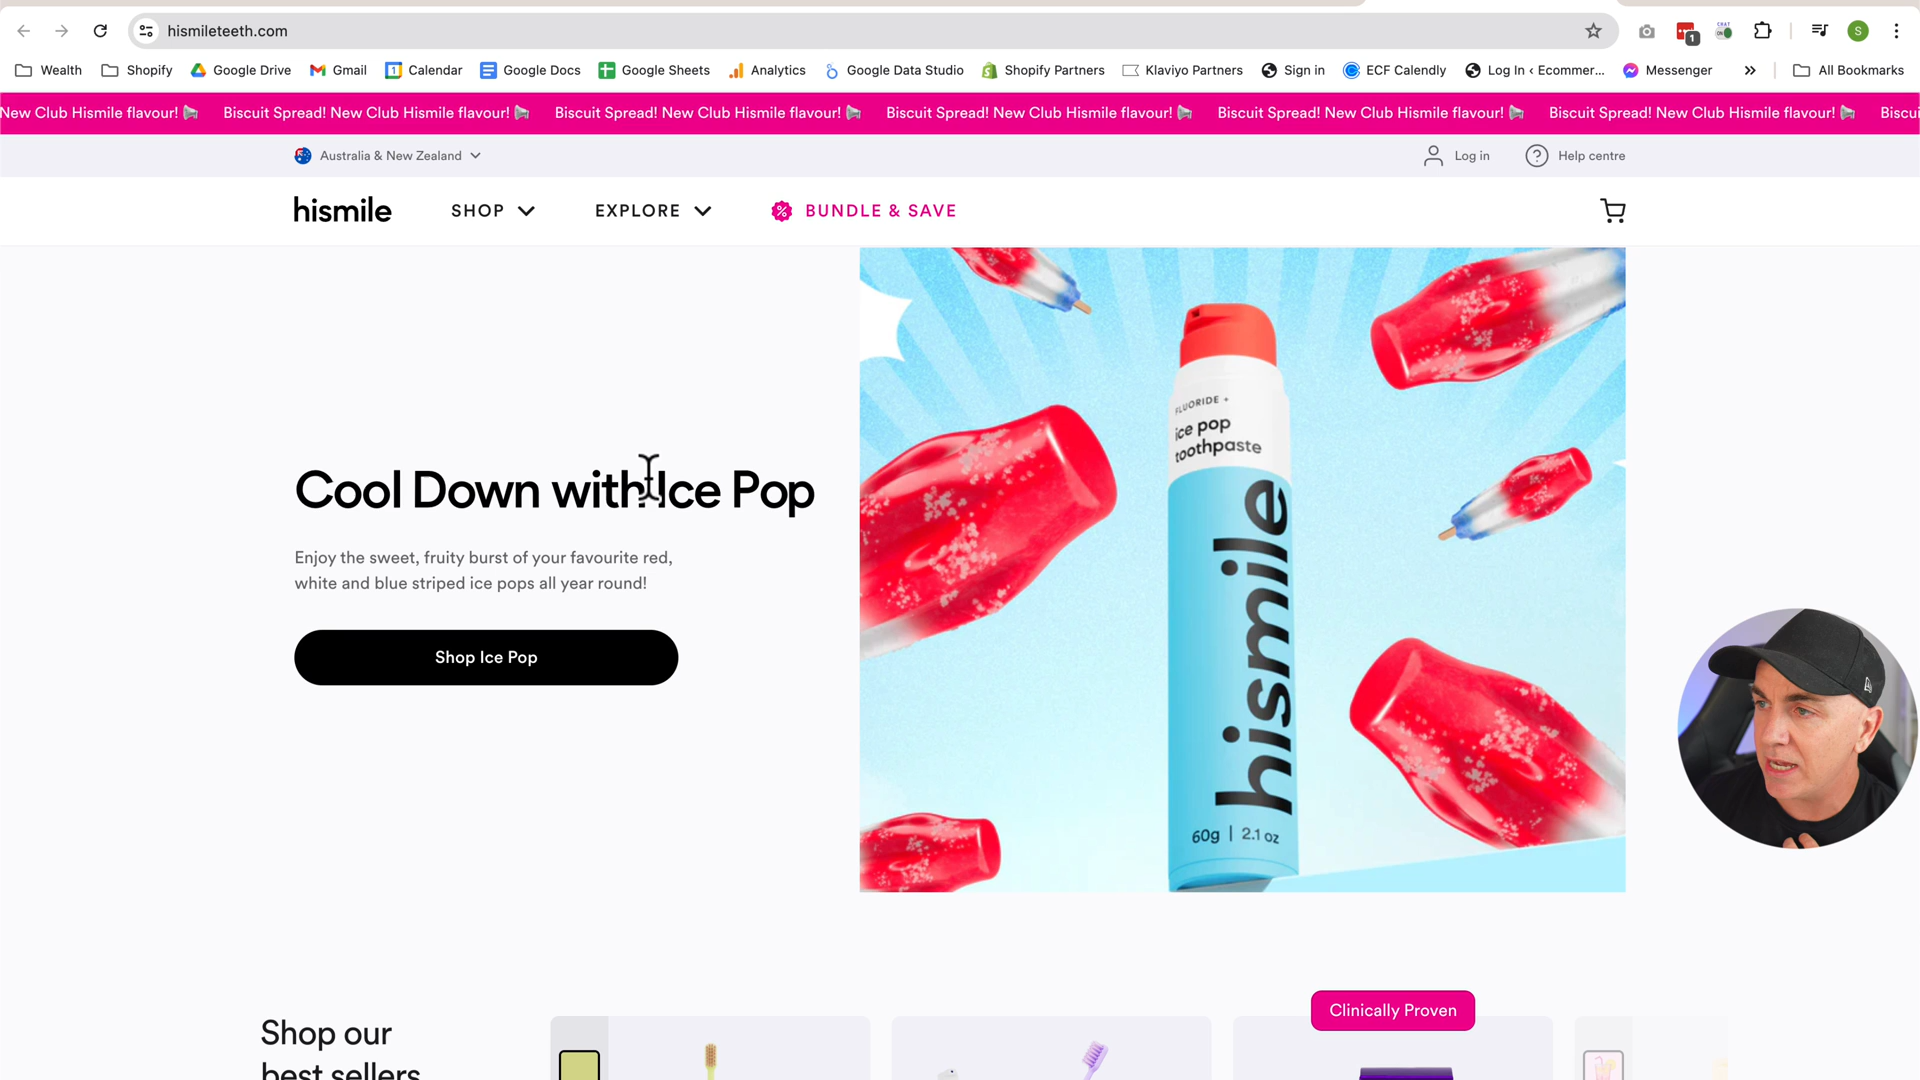 hismileteeth.com
1
S
Wealth Shopify Google Drive Gmail 1 Calendar Google Docs Google Sheets Analytics Google Data Studio Shopify Partners Klaviyo Partners Sign in ECF Calendly Log In ‹ Ecommer... Messenger » All Bookmarks
New Club Hismile flavour! Biscuit Spread! New Club Hismile flavour! Biscuit Spread! New Club Hismile flavour! Biscuit Spread! New Club Hismile flavour! Biscuit Spread! New Club Hismile flavour! Biscuit Spread! New Club Hismile flavour! Biscu
Australia & New Zealand Log in ? Help centre
hismile SHOP EXPLORE % BUNDLE & SAVE
Cool Down with Ice Pop
Enjoy the sweet, fruity burst of your favourite red,
white and blue striped ice pops all year round!
Shop Ice Pop
FLUORIDE +
ice pop
toothpaste
hismile
60g | 2.1 oz
Clinically Proven
Shop our
best sellers